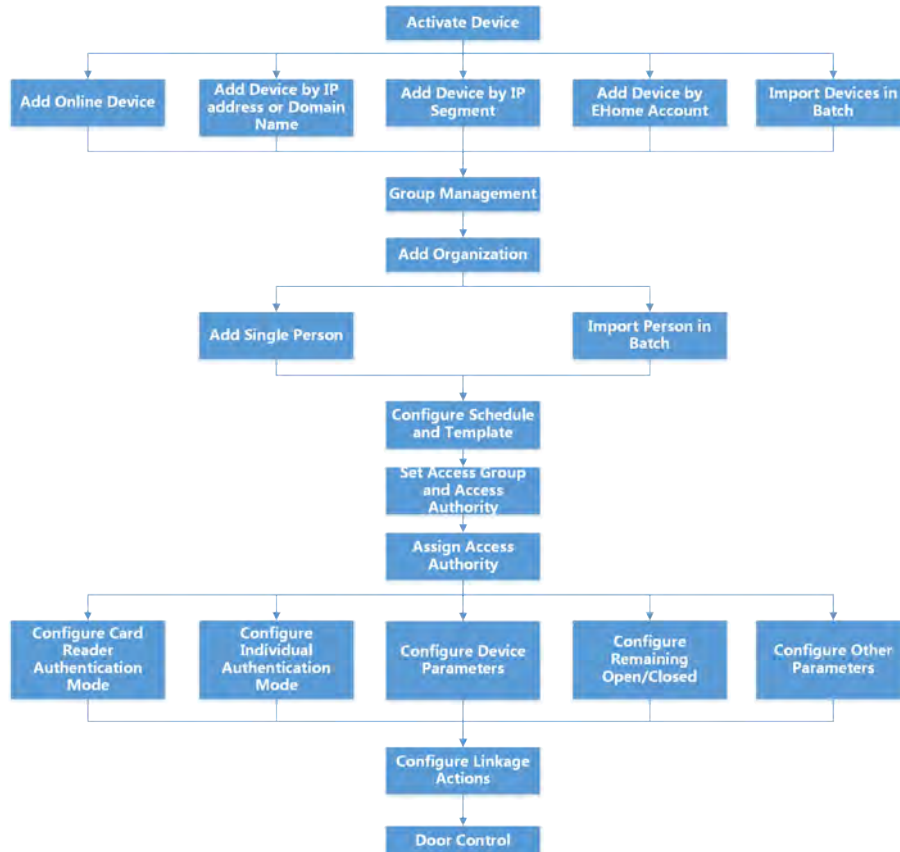 Activate Device
Add Online Device
Add Device by IP
address or Domain
Name
Add Device by IP
Segment
Add Device by
EHome Account
Import Devices in
Batch
Group Management
Add Organization
Add Single Person
Import Person in
Batch
Configure Schedule
and Template
Set Access Group
and Access
Authority
Assign Access
Authority
Configure Card
Reader
Authentication
Mode
Configure
Individual
Authentication
Mode
Configure Device
Parameters
Configure
Remaining
Open/Closed
Configure Other
Parameters
Configure Linkage
Actions
Door Control